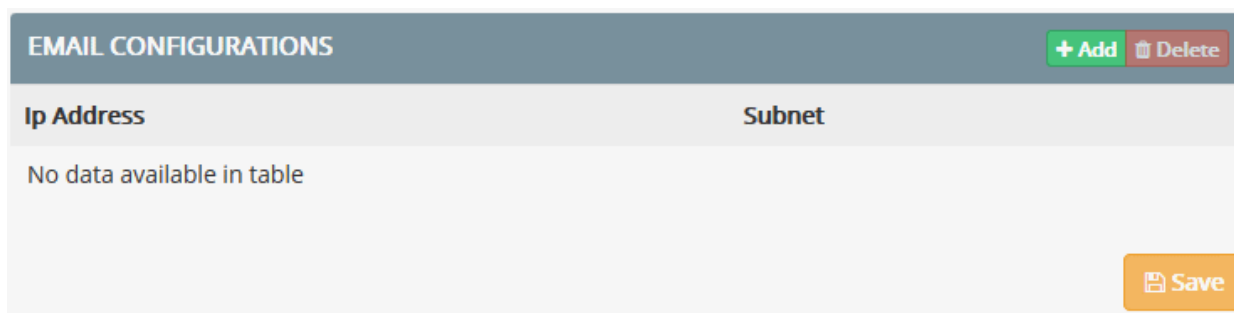 EMAIL CONFIGURATIONS
Add Delete
Ip Address Subnet
No data available in table
Save